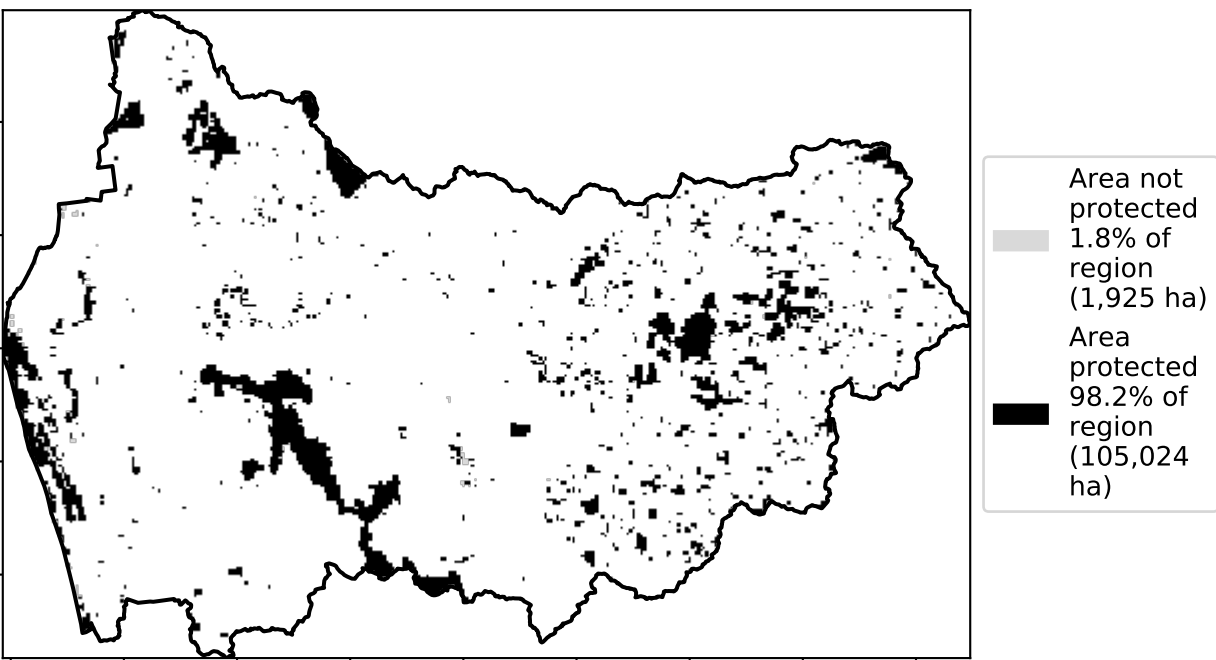 Area not
protected
1.8% of
region
(1,925 ha)
Area
protected
98.2% of
region
(105,024
ha)